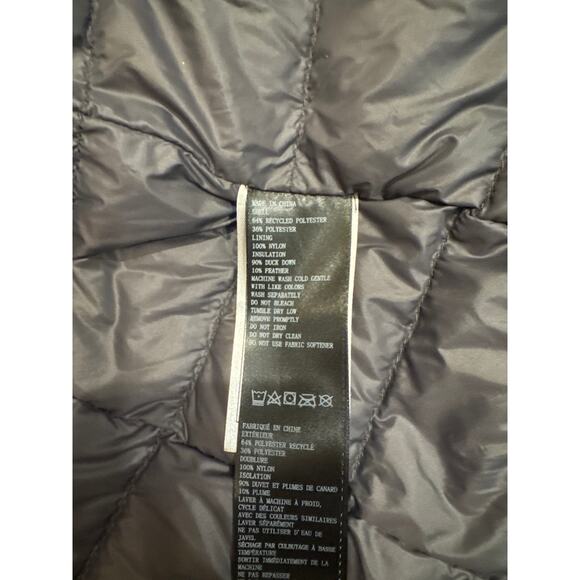 MADE IN CHINA
SHELL
64% RECYCLED POLYESTER
36% POLYESTER
LINING
100% NYLON
INSULATION
90% DUCK DOWN
10% FEATHER
MACHINE WASH COLD GENTLE
WITH LIKE COLORS
WASH SEPARATELY
DO NOT BLEACH
TUMBLE DRY LOW
REMOVE PROMPTLY
DO NOT IRON
DO NOT DRY CLEAN
DO NOT USE FABRIC SOFTENER
FABRIQUÉ EN CHINE
EXTÉRIEUR
64% POLYESTER RECYCLÉ
36% POLYESTER
DOUBLURE
100% NYLON
ISOLATION
90% DUVET ET PLUMES DE CANARD
10% PLUME
LAVER À MACHINE À FROID,
CYCLE DÉLICAT
AVEC DES COULEURS SIMILAIRES
LAVER SÉPARÉMENT
NE PAS UTILISER D'EAU DE
JAVEL
SÉCHAGE PAR CULBUTAGE À BASSE
TEMPÉRATURE
SORTIR IMMÉDIATEMENT DE LA
MACHINE
NE PAS REPASSER